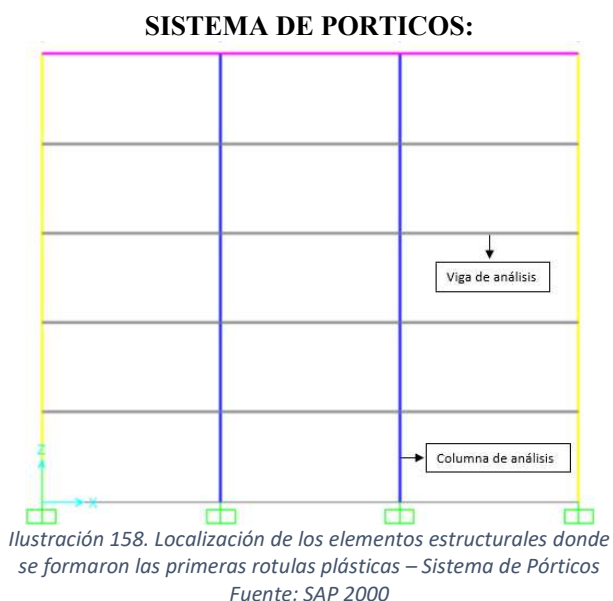 SISTEMA DE PORTICOS:
Viga de análisis
Columna de análisis
Z
X
Ilustración 158. Localización de los elementos estructurales donde
se formaron las primeras rotulas plásticas – Sistema de Pórticos
Fuente: SAP 2000